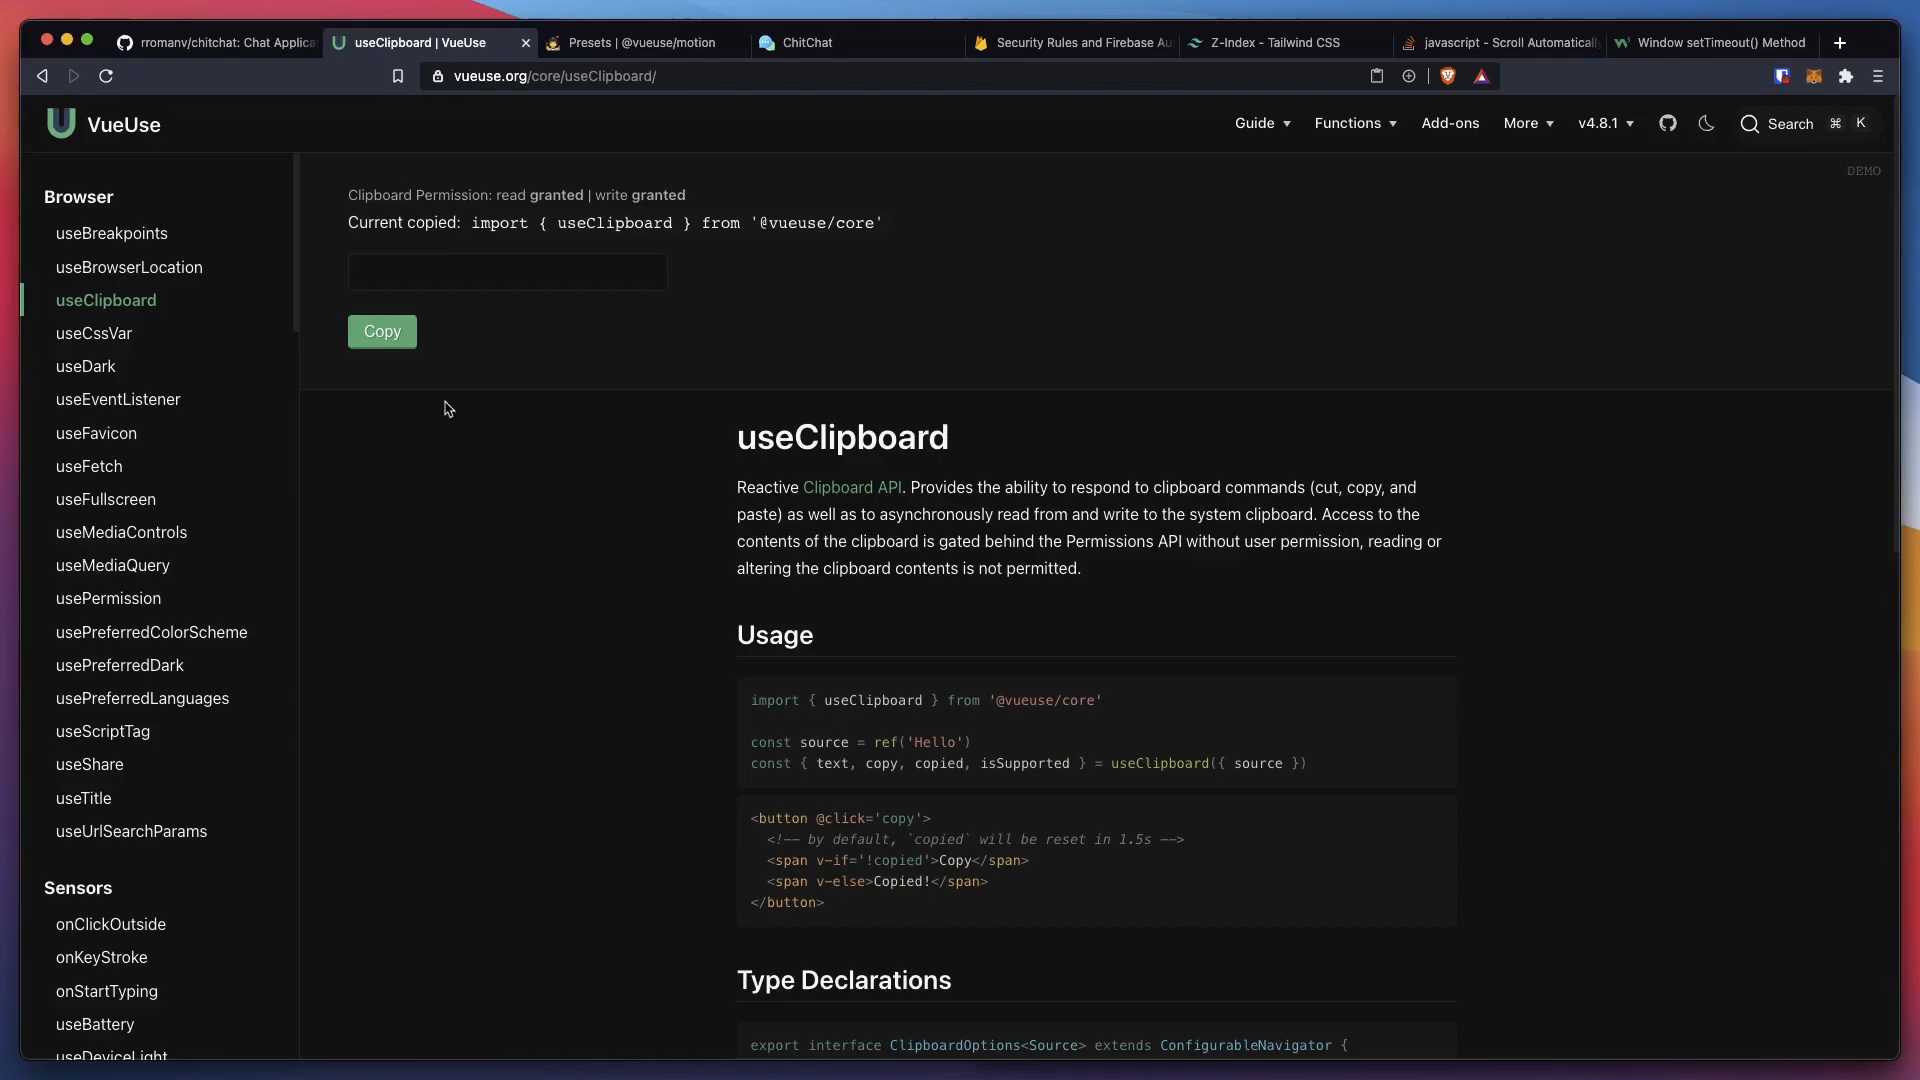 rromanv/chitchat: Chat Applica
useClipboard | VueUse
Presets | @vueuse/motion
ChitChat
Security Rules and Firebase Au
Z-Index - Tailwind CSS
javascript - Scroll Automatically
Window setTimeout() Method
vueuse.org/core/useClipboard/
VueUse
Guide
Functions
Add-ons
More
v4.8.1
Search ⌘ K
DEMO
Browser
useBreakpoints
useBrowserLocation
useClipboard
useCssVar
useDark
useEventListener
useFavicon
useFetch
useFullscreen
useMediaControls
useMediaQuery
usePermission
usePreferredColorScheme
usePreferredDark
usePreferredLanguages
useScriptTag
useShare
useTitle
useUrlSearchParams
Sensors
onClickOutside
onKeyStroke
onStartTyping
useBattery
useDeviceLight
Clipboard Permission: read granted | write granted
Current copied: import { useClipboard } from '@vueuse/core'
Copy
useClipboard
Reactive Clipboard API. Provides the ability to respond to clipboard commands (cut, copy, and
paste) as well as to asynchronously read from and write to the system clipboard. Access to the
contents of the clipboard is gated behind the Permissions API without user permission, reading or
altering the clipboard contents is not permitted.
Usage
import { useClipboard } from '@vueuse/core'
const source = ref('Hello')
const { text, copy, copied, isSupported } = useClipboard({ source })
<button @click='copy'>
<!-- by default, `copied` will be reset in 1.5s -->
<span v-if='!copied'>Copy</span>
<span v-else>Copied!</span>
</button>
Type Declarations
export interface ClipboardOptions<Source> extends ConfigurableNavigator {